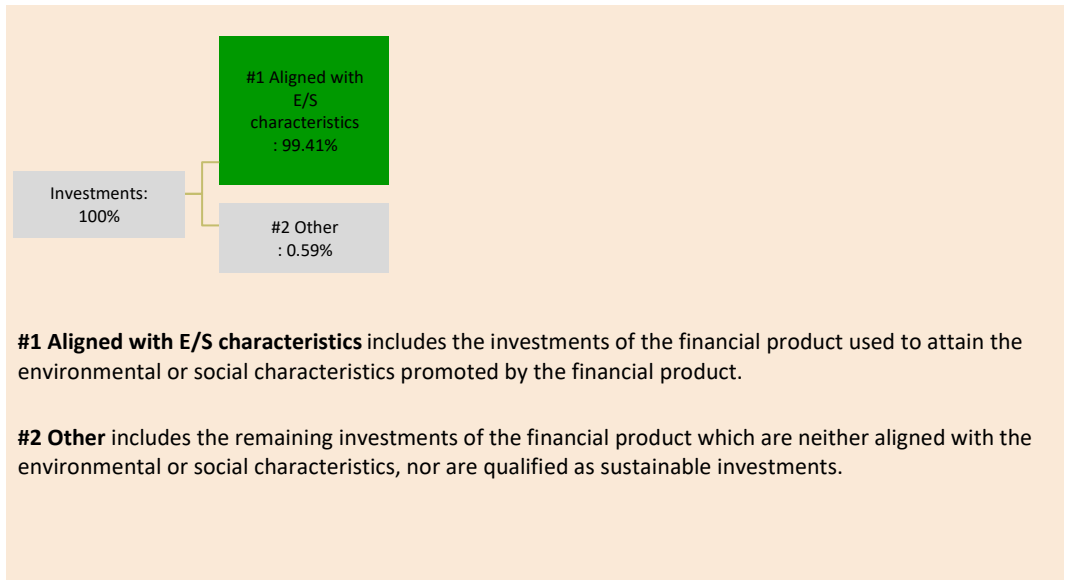 #1 Aligned with
E/S
characteristics
: 99.41%
Investments:
100%
#2 Other
: 0.59%
#1 Aligned with E/S characteristics includes the investments of the financial product used to attain the
environmental or social characteristics promoted by the financial product.
#2 Other includes the remaining investments of the financial product which are neither aligned with the
environmental or social characteristics, nor are qualified as sustainable investments.